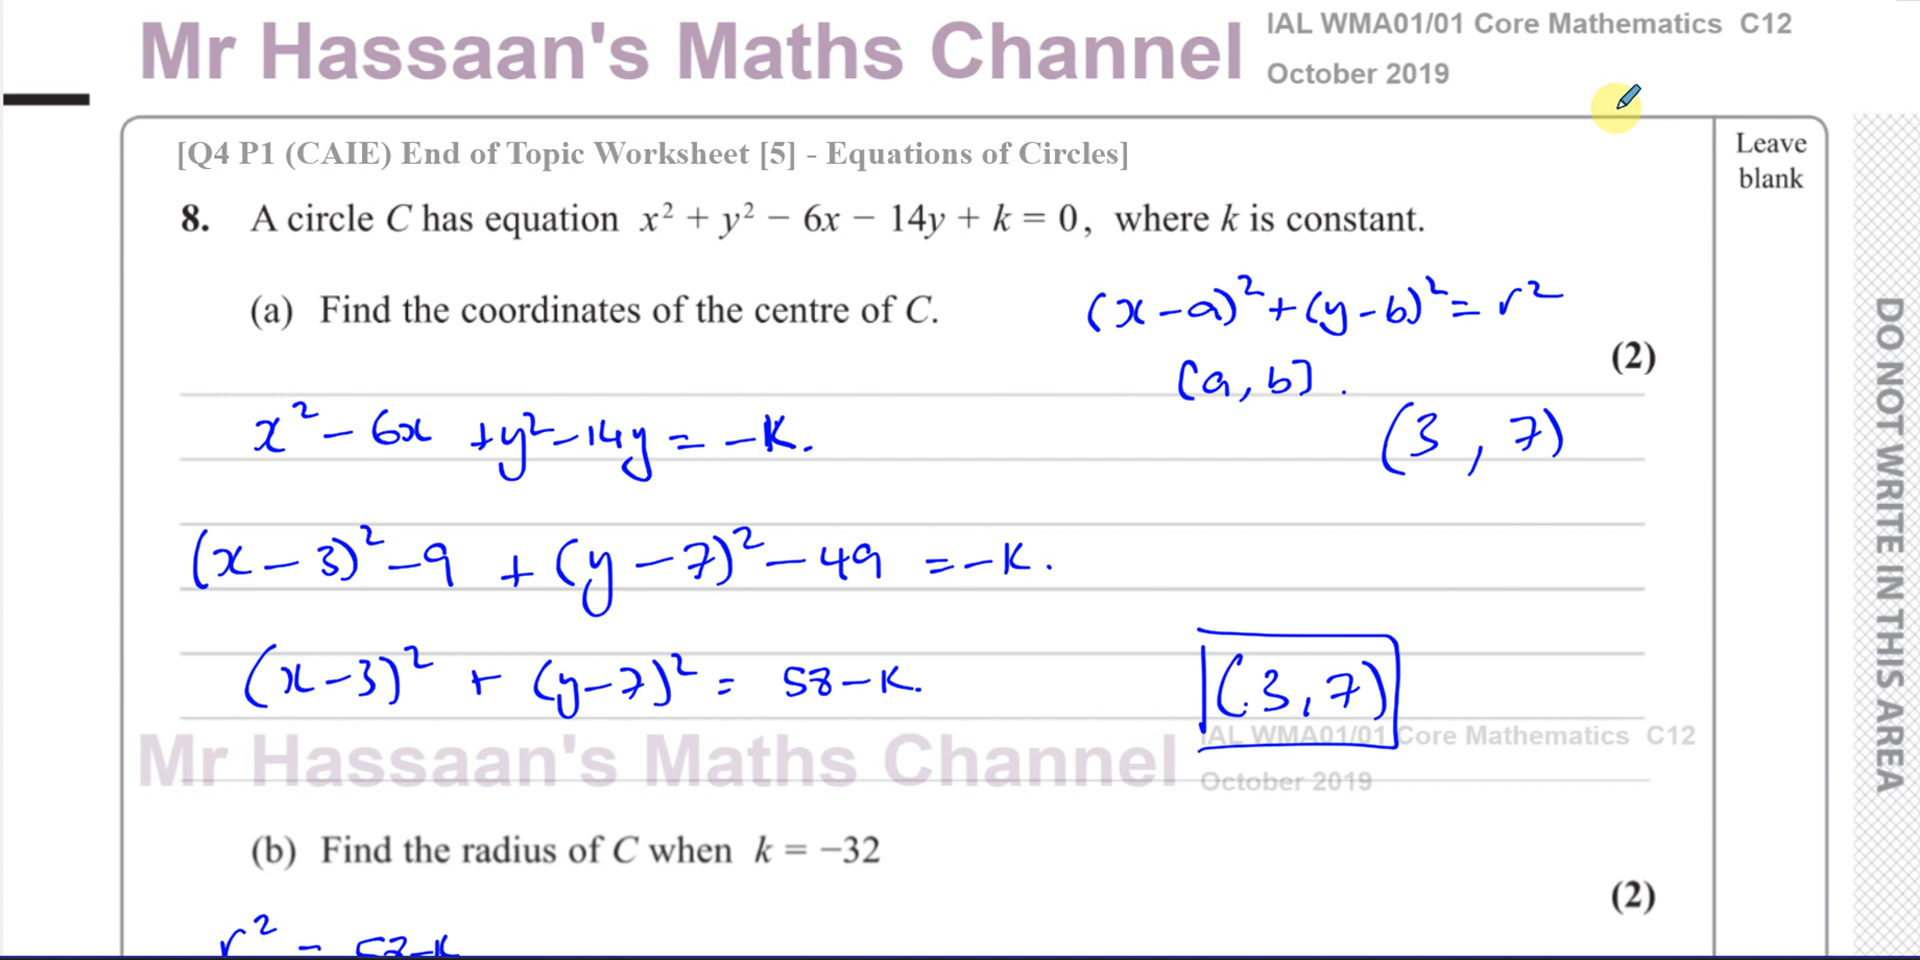 Mr Hassaan's Maths Channel
IAL WMA01/01 Core Mathematics C12
October 2019
[Q4 P1 (CAIE) End of Topic Worksheet [5] - Equations of Circles]
Leave
blank
8. A circle C has equation x² + y² − 6x − 14y + k = 0, where k is constant.
(a) Find the coordinates of the centre of C.
(x-a)²+(y-b)²=r²
(2)
(a,b).
x²-6x +y²-14y=-K.
(3,7)
(x-3)²-9 +(y-7)²-49 =-K.
(x-3)² + (y-7)² = 58-K.
(3,7)
Mr Hassaan's Maths Channel
IAL WMA01/01 Core Mathematics C12
October 2019
(b) Find the radius of C when k = −32
(2)
r² = 58-K
DO NOT WRITE IN THIS AREA